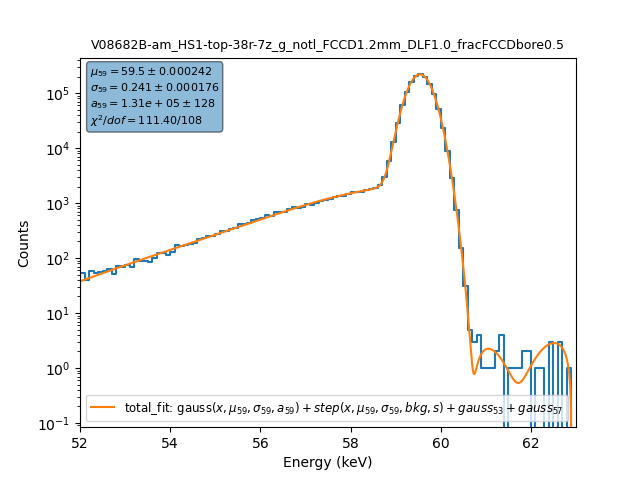 V08682B-am_HS1-top-38r-7z_g_notl_FCCD1.2mm_DLF1.0_fracFCCDbore0.5
μ₅₉ = 59.5 ± 0.000242
σ₅₉ = 0.241 ± 0.000176
a₅₉ = 1.31e + 05 ± 128
χ²/dof = 111.40/108
10⁵
10⁴
10³
10²
10¹
10⁰
10⁻¹
Counts
total_fit: gauss(x, μ₅₉, σ₅₉, a₅₉) + step(x, μ₅₉, σ₅₉, bkg, s) + gauss₅₃ + gauss₅₇
52 54 56 58 60 62
Energy (keV)